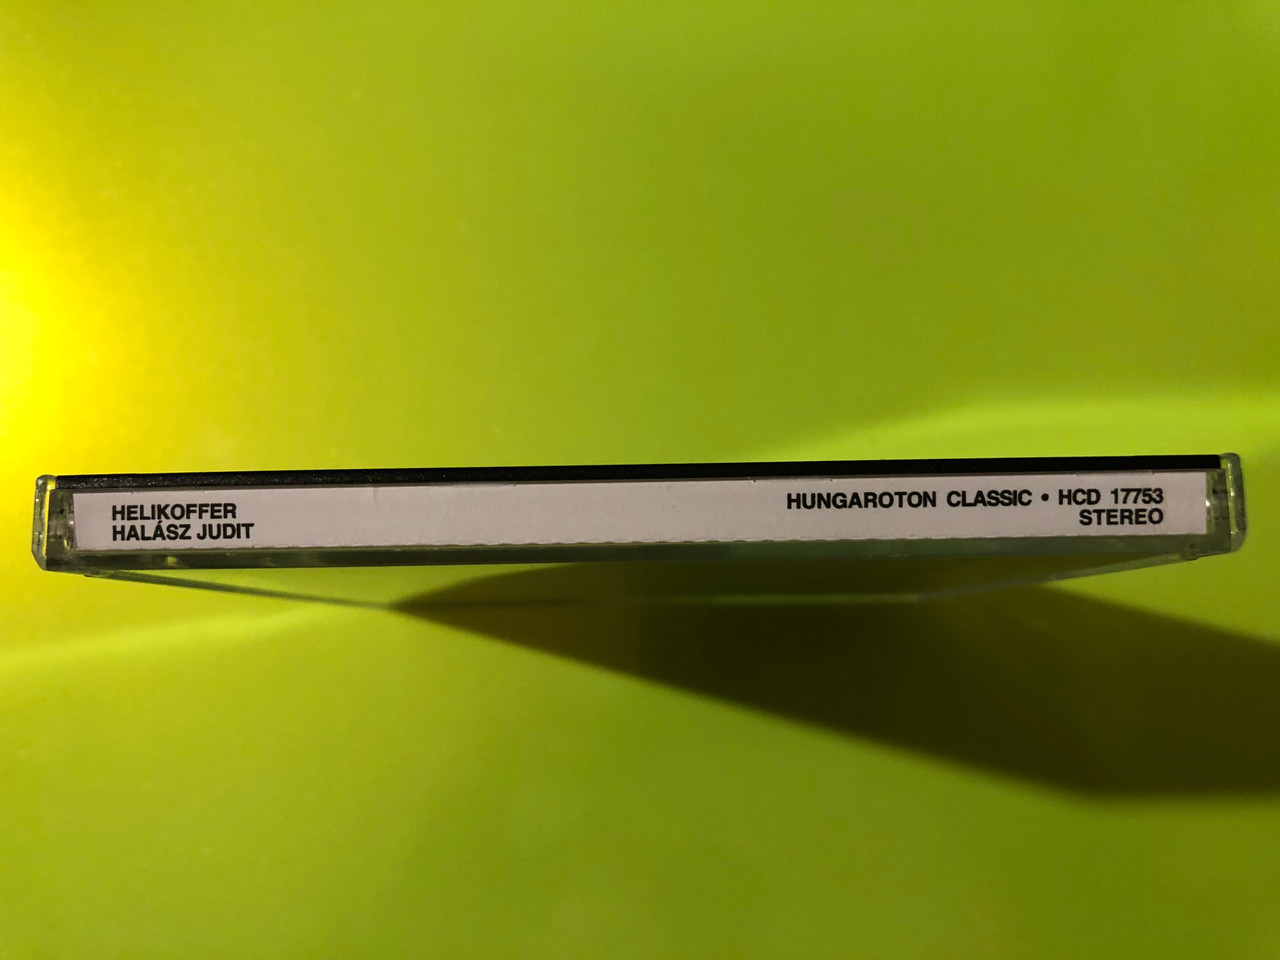 HELIKOFFER
HALÁSZ JUDIT
HUNGAROTON CLASSIC • HCD 17753
STEREO